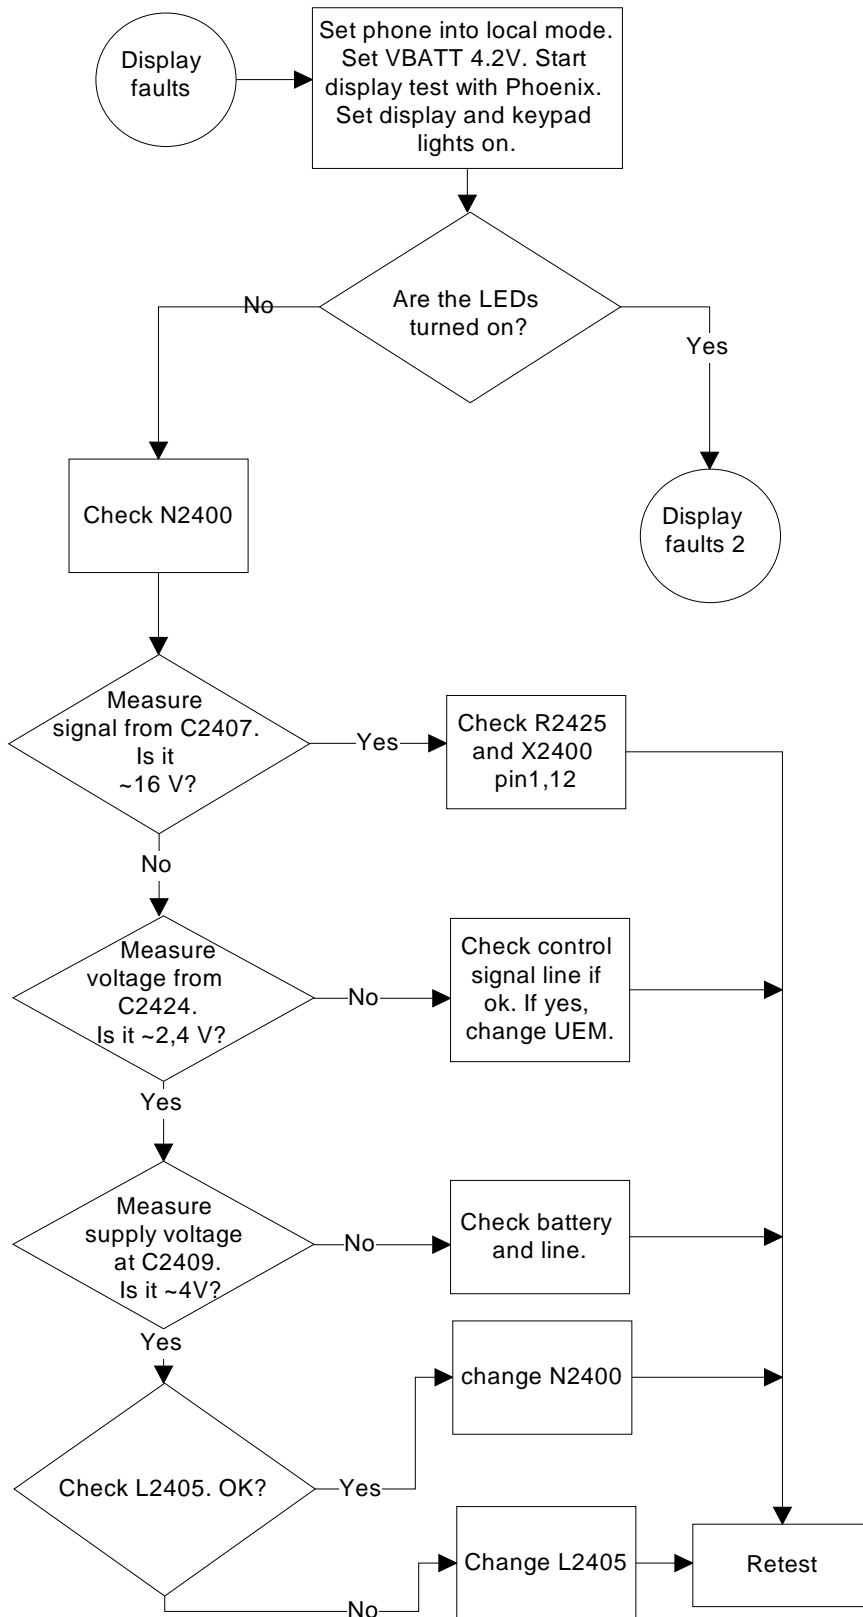 Display
faults
Set phone into local mode.
Set VBATT 4.2V. Start
display test with Phoenix.
Set display and keypad
lights on.
Are the LEDs
turned on?
No
Yes
Check N2400
Display
faults 2
Measure
signal from C2407.
Is it
~16 V?
Yes
Check R2425
and X2400
pin1,12
No
Measure
voltage from
C2424.
Is it ~2,4 V?
No
Check control
signal line if
ok. If yes,
change UEM.
Yes
Measure
supply voltage
at C2409.
Is it ~4V?
No
Check battery
and line.
Yes
change N2400
Check L2405. OK?
Yes
Change L2405
Retest
No